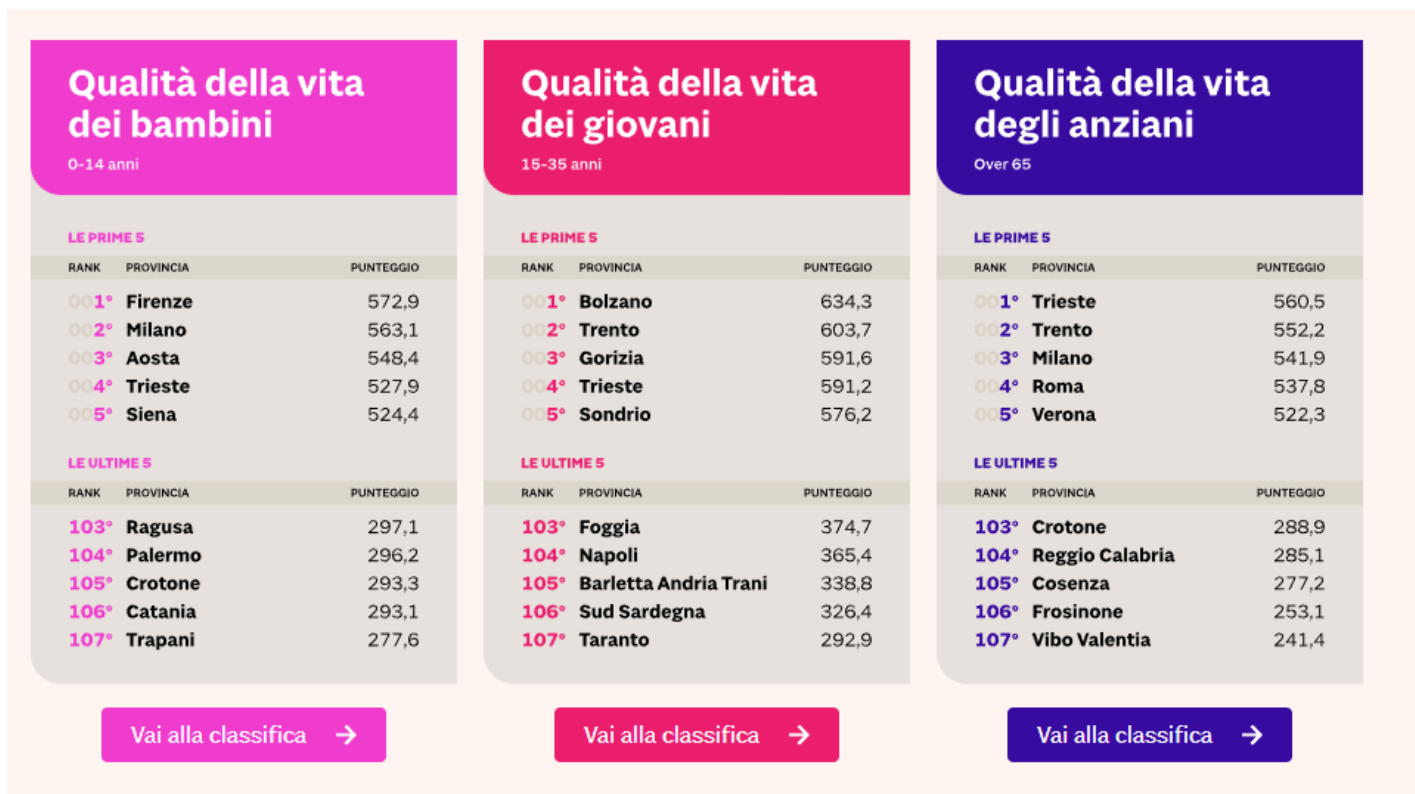 Qualità della vita
dei bambini
0-14 anni
LE PRIME 5
RANK PROVINCIA PUNTEGGIO
001° Firenze 572,9
002° Milano 563,1
003° Aosta 548,4
004° Trieste 527,9
005° Siena 524,4
LE ULTIME 5
RANK PROVINCIA PUNTEGGIO
103° Ragusa 297,1
104° Palermo 296,2
105° Crotone 293,3
106° Catania 293,1
107° Trapani 277,6
Vai alla classifica →
Qualità della vita
dei giovani
15-35 anni
LE PRIME 5
RANK PROVINCIA PUNTEGGIO
001° Bolzano 634,3
002° Trento 603,7
003° Gorizia 591,6
004° Trieste 591,2
005° Sondrio 576,2
LE ULTIME 5
RANK PROVINCIA PUNTEGGIO
103° Foggia 374,7
104° Napoli 365,4
105° Barletta Andria Trani 338,8
106° Sud Sardegna 326,4
107° Taranto 292,9
Vai alla classifica →
Qualità della vita
degli anziani
Over 65
LE PRIME 5
RANK PROVINCIA PUNTEGGIO
001° Trieste 560,5
002° Trento 552,2
003° Milano 541,9
004° Roma 537,8
005° Verona 522,3
LE ULTIME 5
RANK PROVINCIA PUNTEGGIO
103° Crotone 288,9
104° Reggio Calabria 285,1
105° Cosenza 277,2
106° Frosinone 253,1
107° Vibo Valentia 241,4
Vai alla classifica →